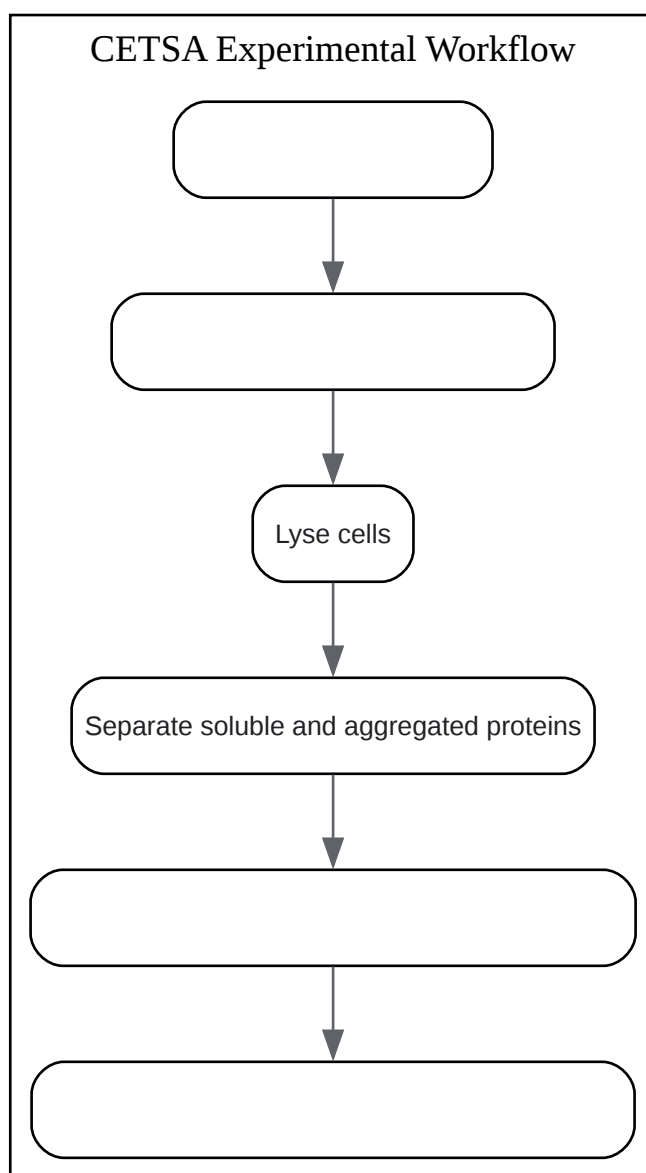 CETSA Experimental Workflow
Lyse cells
Separate soluble and aggregated proteins